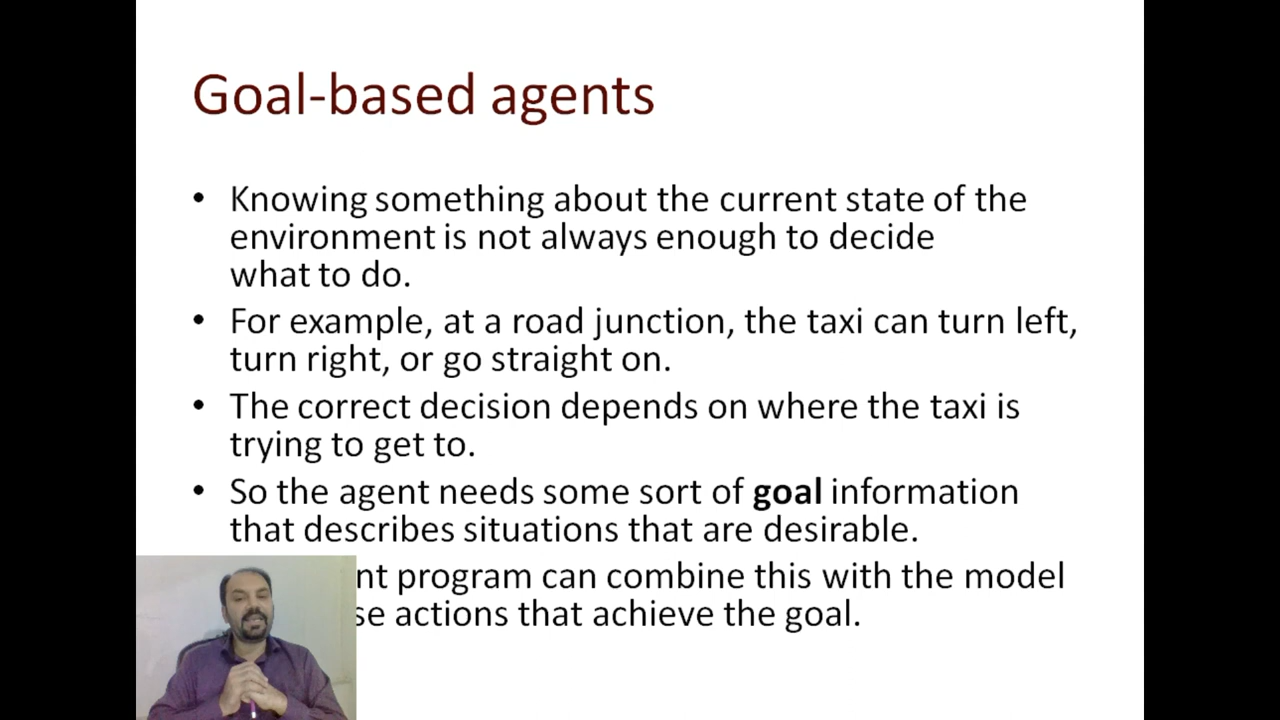 Goal-based agents
• Knowing something about the current state of the
environment is not always enough to decide
what to do.
• For example, at a road junction, the taxi can turn left,
turn right, or go straight on.
• The correct decision depends on where the taxi is
trying to get to.
• So the agent needs some sort of goal information
that describes situations that are desirable.
program can combine this with the model
actions that achieve the goal.